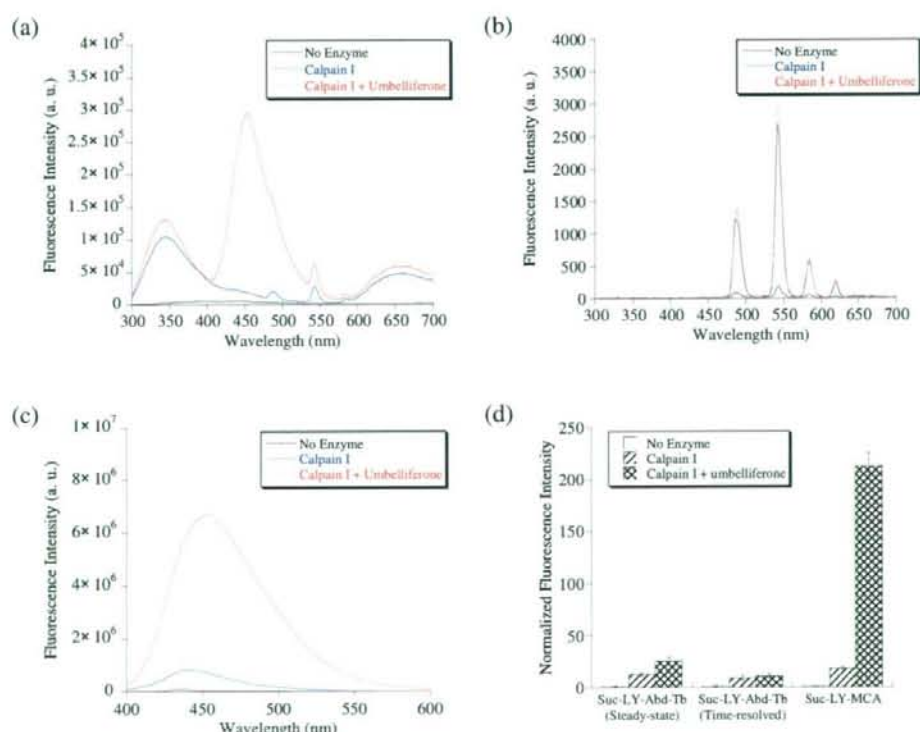 (a)
Fluorescence Intensity (a. u.)
4× 10⁵
3.5× 10⁵
3× 10⁵
2.5× 10⁵
2× 10⁵
1.5× 10⁵
1× 10⁵
5× 10⁴
0
300 350 400 450 500 550 600 650 700
Wavelength (nm)
No Enzyme
Calpain I
Calpain I + Umbelliferone
(b)
Fluorescence Intensity (a. u.)
4000
3500
3000
2500
2000
1500
1000
500
0
300 350 400 450 500 550 600 650 700
Wavelength (nm)
No Enzyme
Calpain I
Calpain I + Umbelliferone
(c)
Fluorescence Intensity (a. u.)
1× 10⁷
8× 10⁶
6× 10⁶
4× 10⁶
2× 10⁶
0
400 450 500 550 600
Wavelength (nm)
No Enzyme
Calpain I
Calpain I + Umbelliferone
(d)
Normalized Fluorescence Intensity
250
200
150
100
50
0
No Enzyme
Calpain I
Calpain I + umbelliferone
Suc-LY-Abd-Tb
(Steady-state)
Suc-LY-Abd-Tb
(Time-resolved)
Suc-LY-MCA